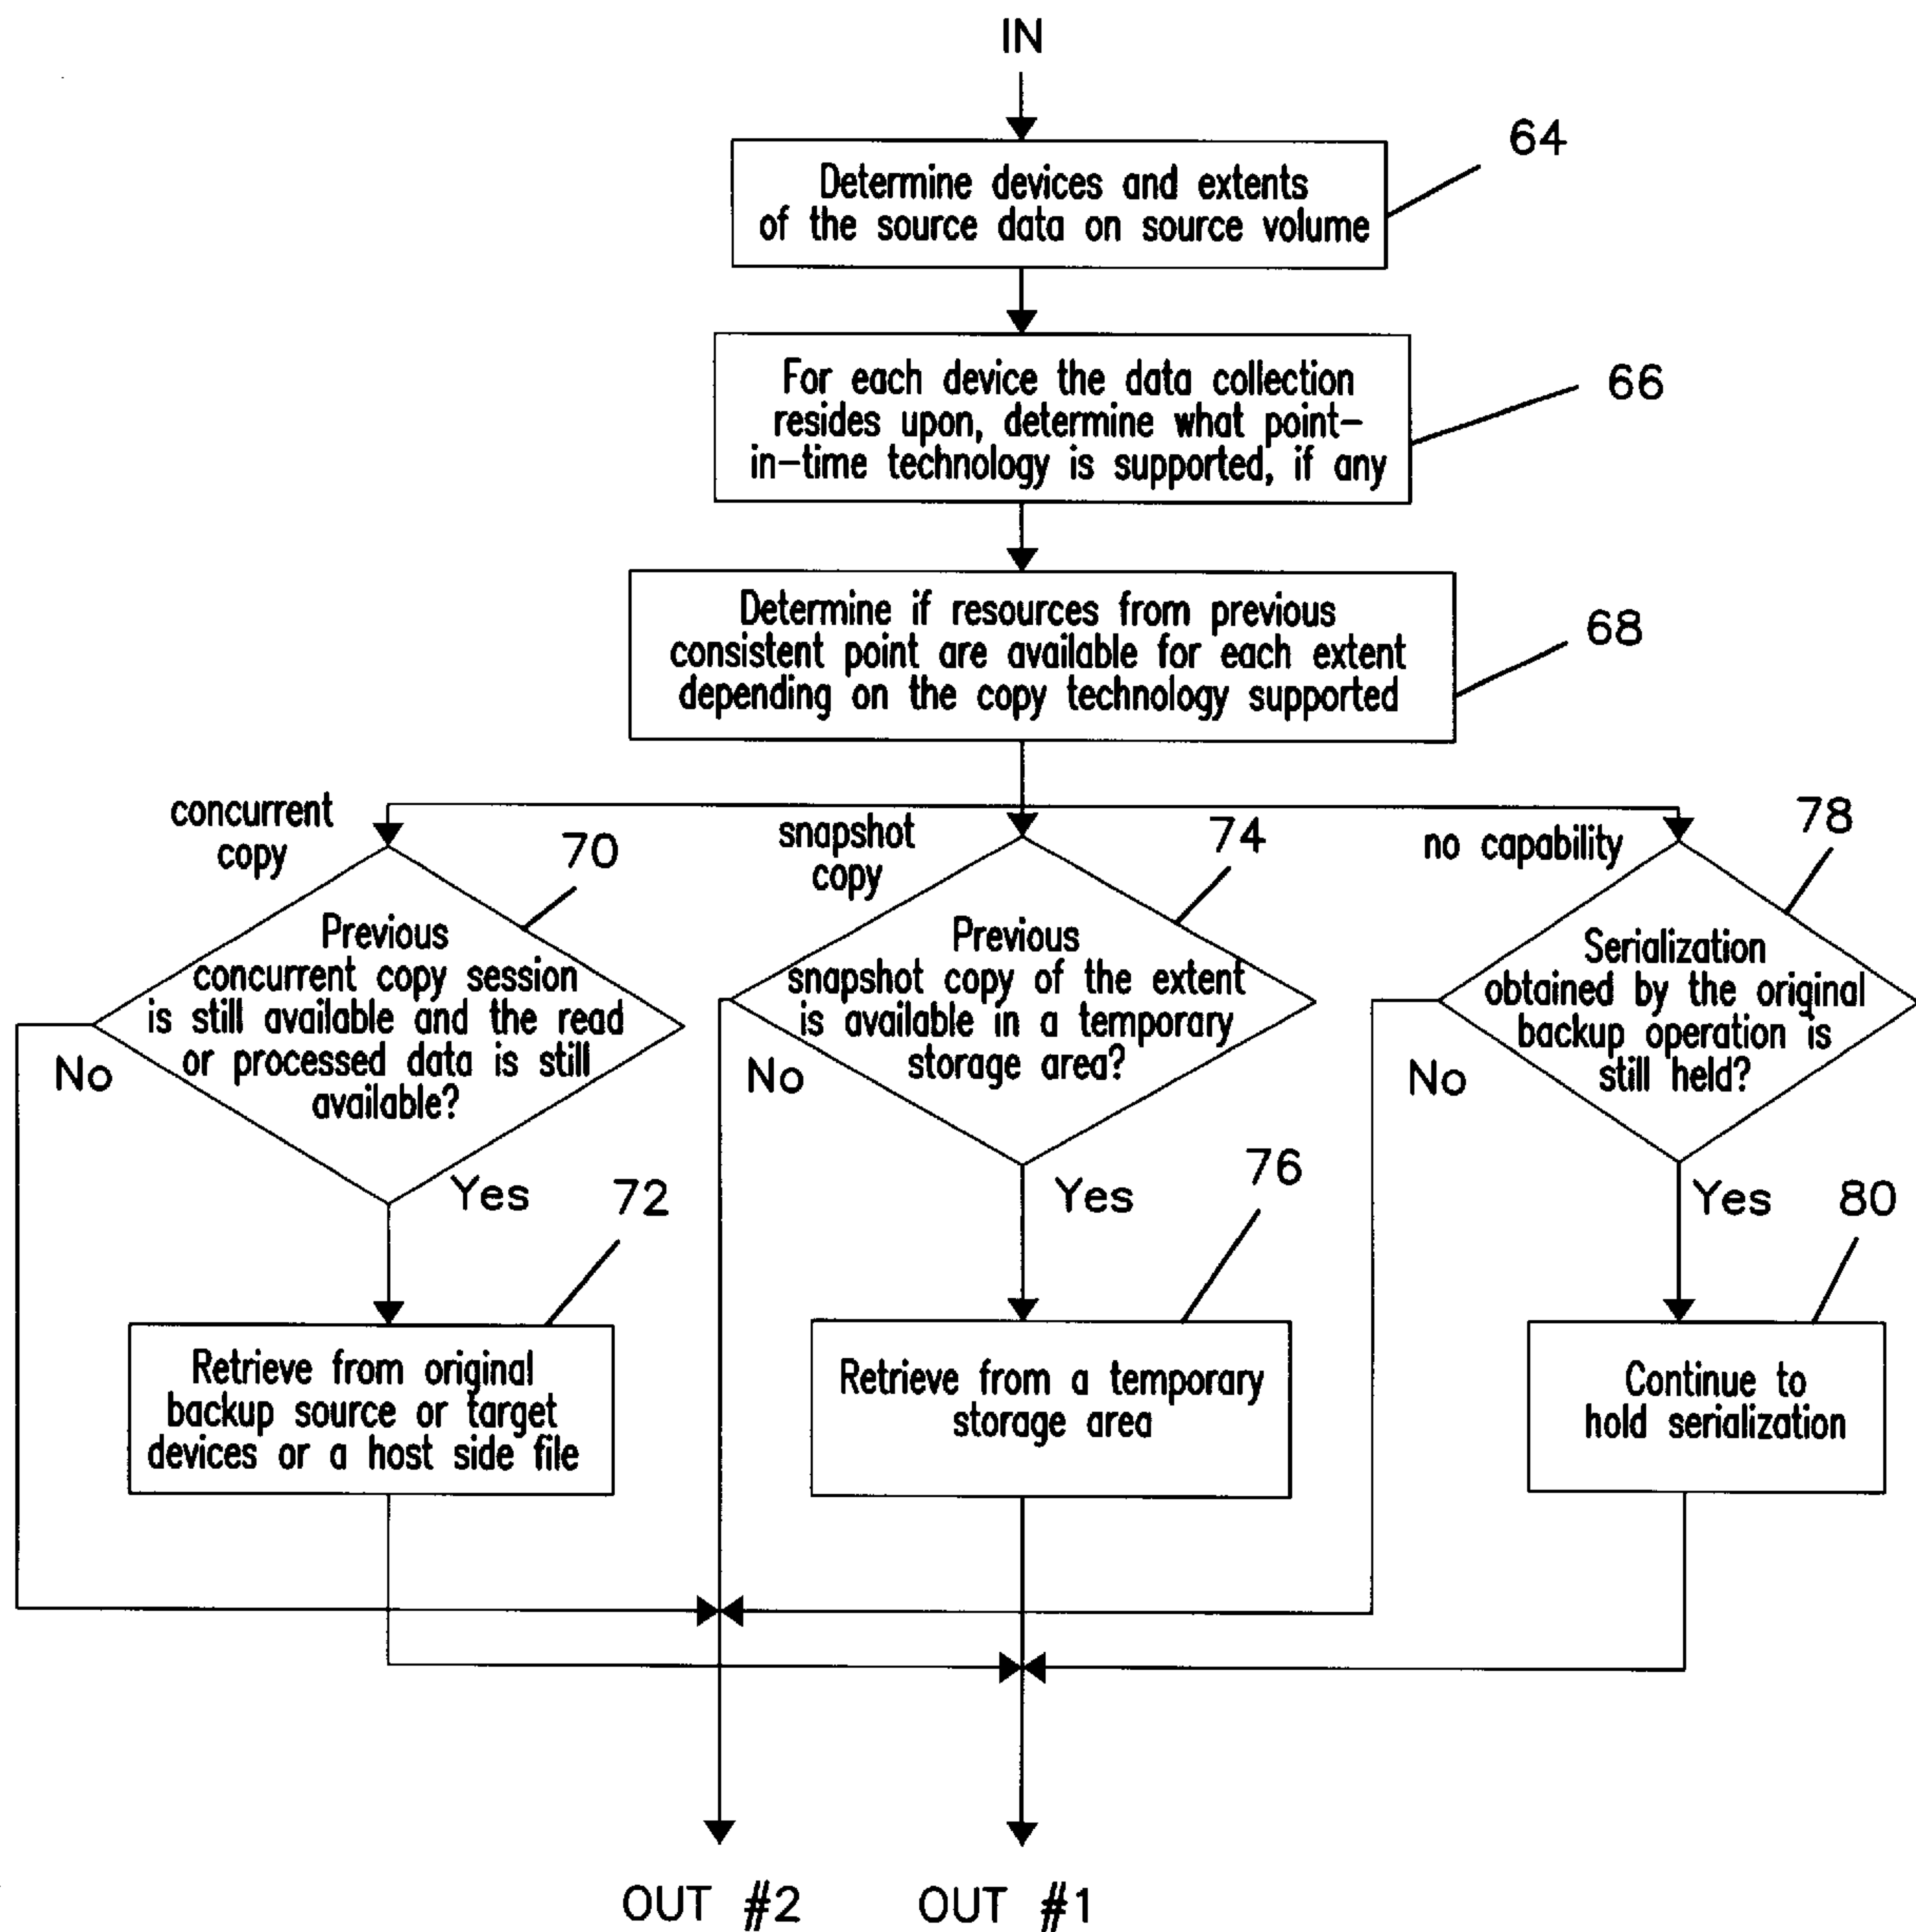 IN
64
Determine devices and extents
of the source data on source volume
66
For each device the data collection
resides upon, determine what point-
in-time technology is supported, if any
68
Determine if resources from previous
consistent point are available for each extent
depending on the copy technology supported
concurrent
copy
70
snapshot
copy
74
no capability
78
Previous
concurrent copy session
is still available and the read
or processed data is still
available?
No
Yes
Previous
snapshot copy of the extent
is available in a temporary
storage area?
No
Yes
Serialization
obtained by the original
backup operation is
still held?
No
Yes
72
Retrieve from original
backup source or target
devices or a host side file
76
Retrieve from a temporary
storage area
80
Continue to
hold serialization
OUT #2
OUT #1